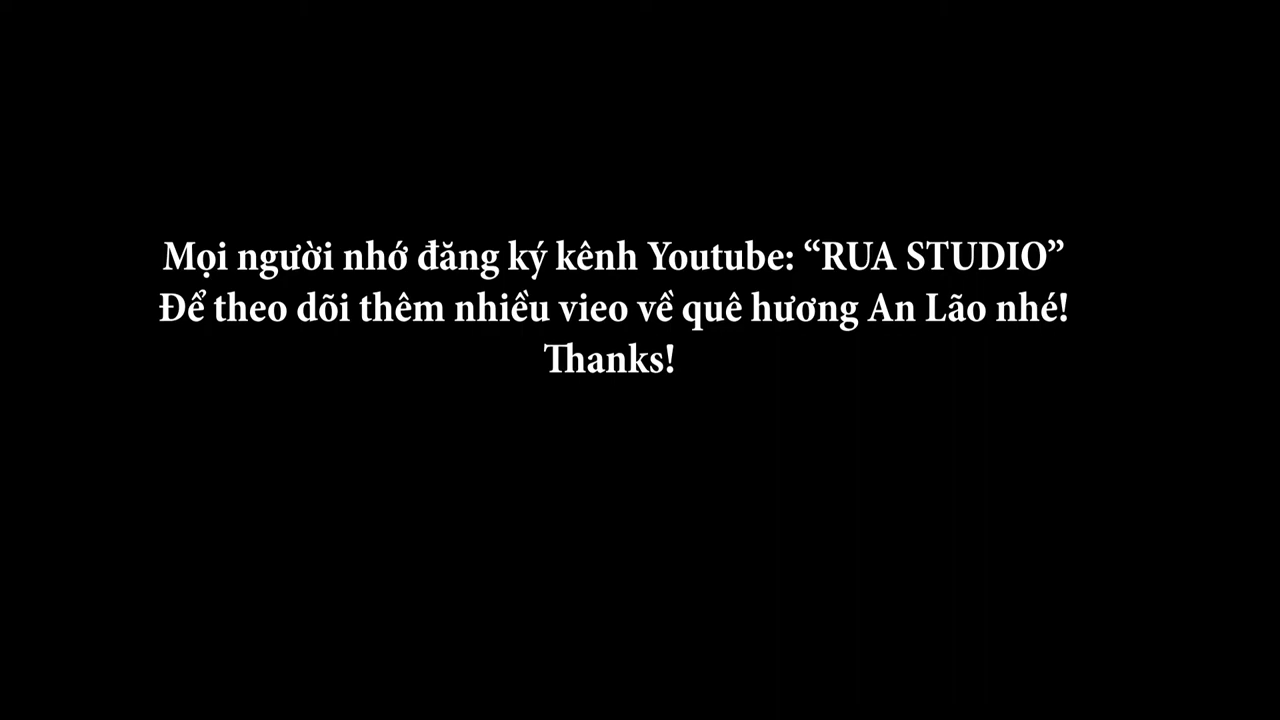 Mọi người nhớ đăng ký kênh Youtube: “RUA STUDIO”
Để theo dõi thêm nhiều vieo về quê hương An Lão nhé!
Thanks!